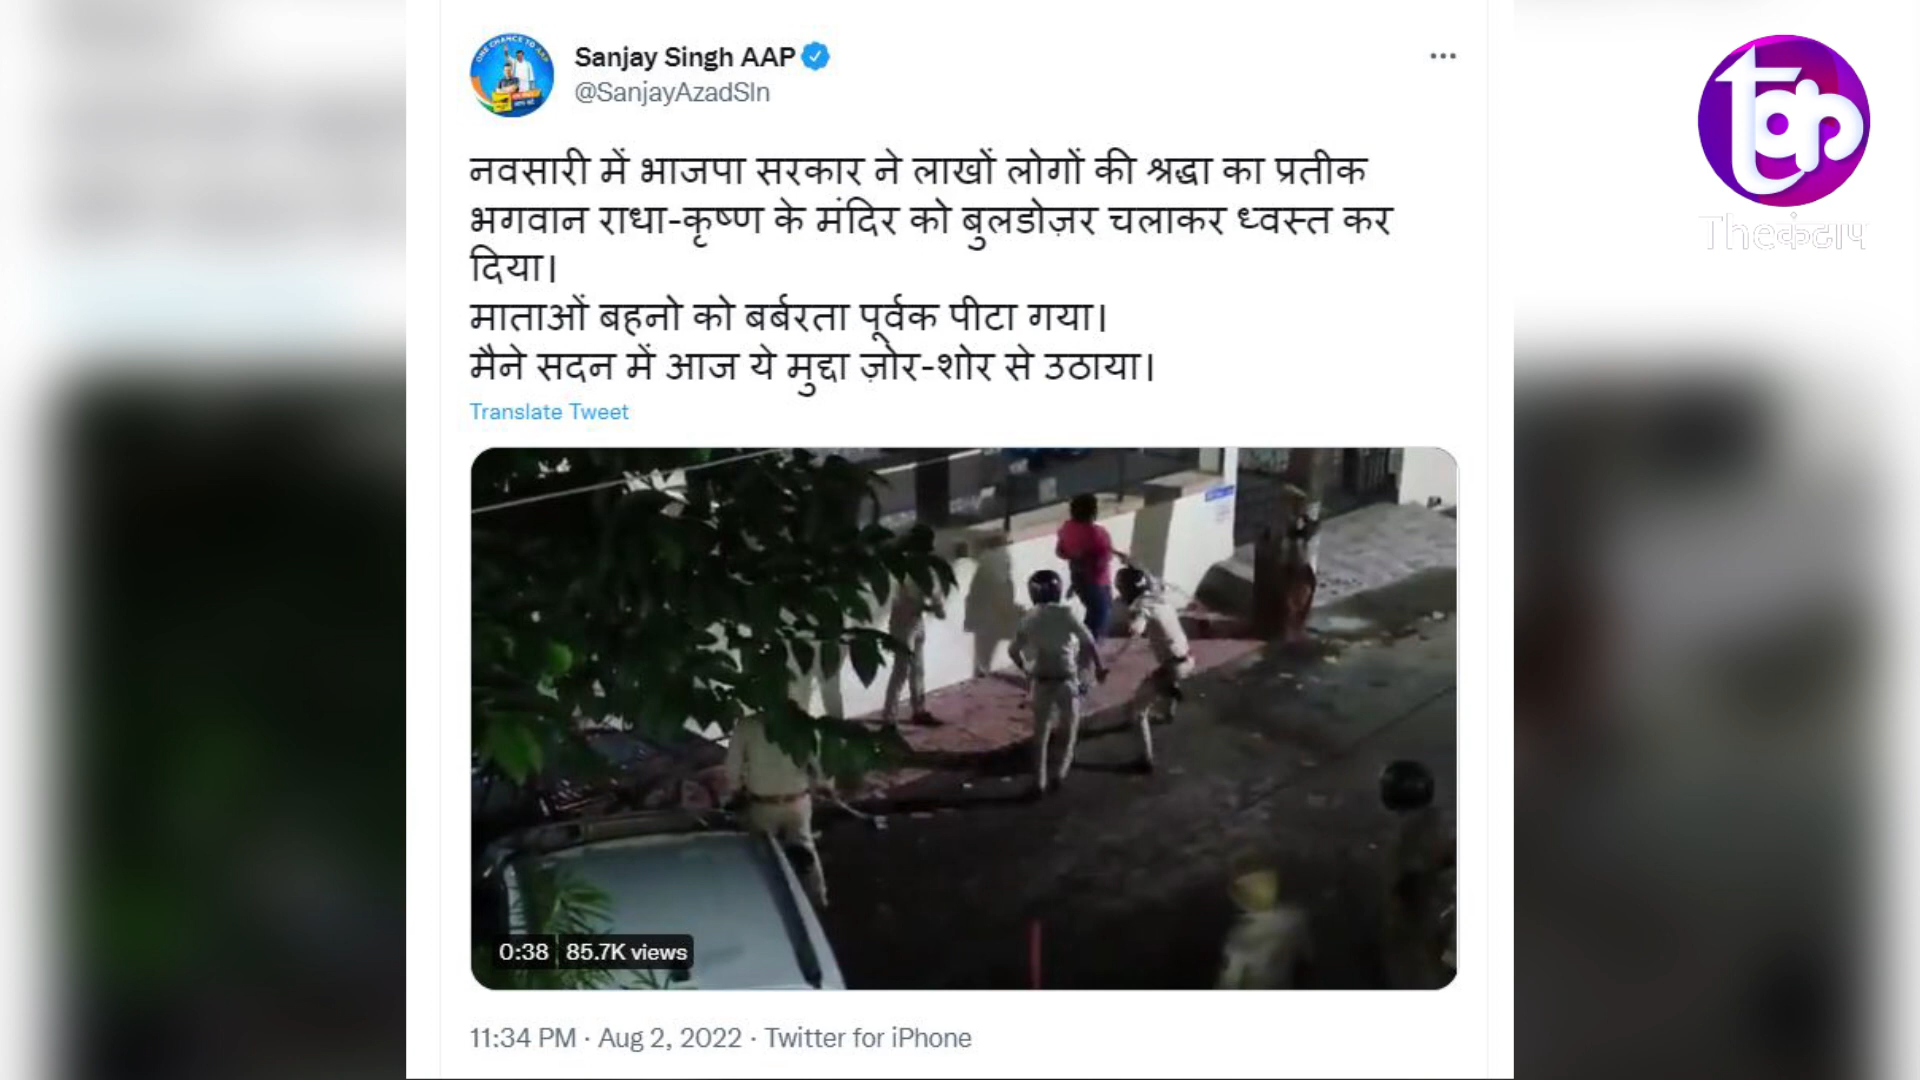 Sanjay Singh AAP
@SanjayAzadSln
नवसारी में भाजपा सरकार ने लाखों लोगों की श्रद्धा का प्रतीक
भगवान राधा-कृष्ण के मंदिर को बुलडोज़र चलाकर ध्वस्त कर
दिया।
माताओं बहनो को बर्बरता पूर्वक पीटा गया।
मैने सदन में आज ये मुद्दा ज़ोर-शोर से उठाया।
Translate Tweet
0:38 85.7K views
11:34 PM · Aug 2, 2022 · Twitter for iPhone
Theकंटाप